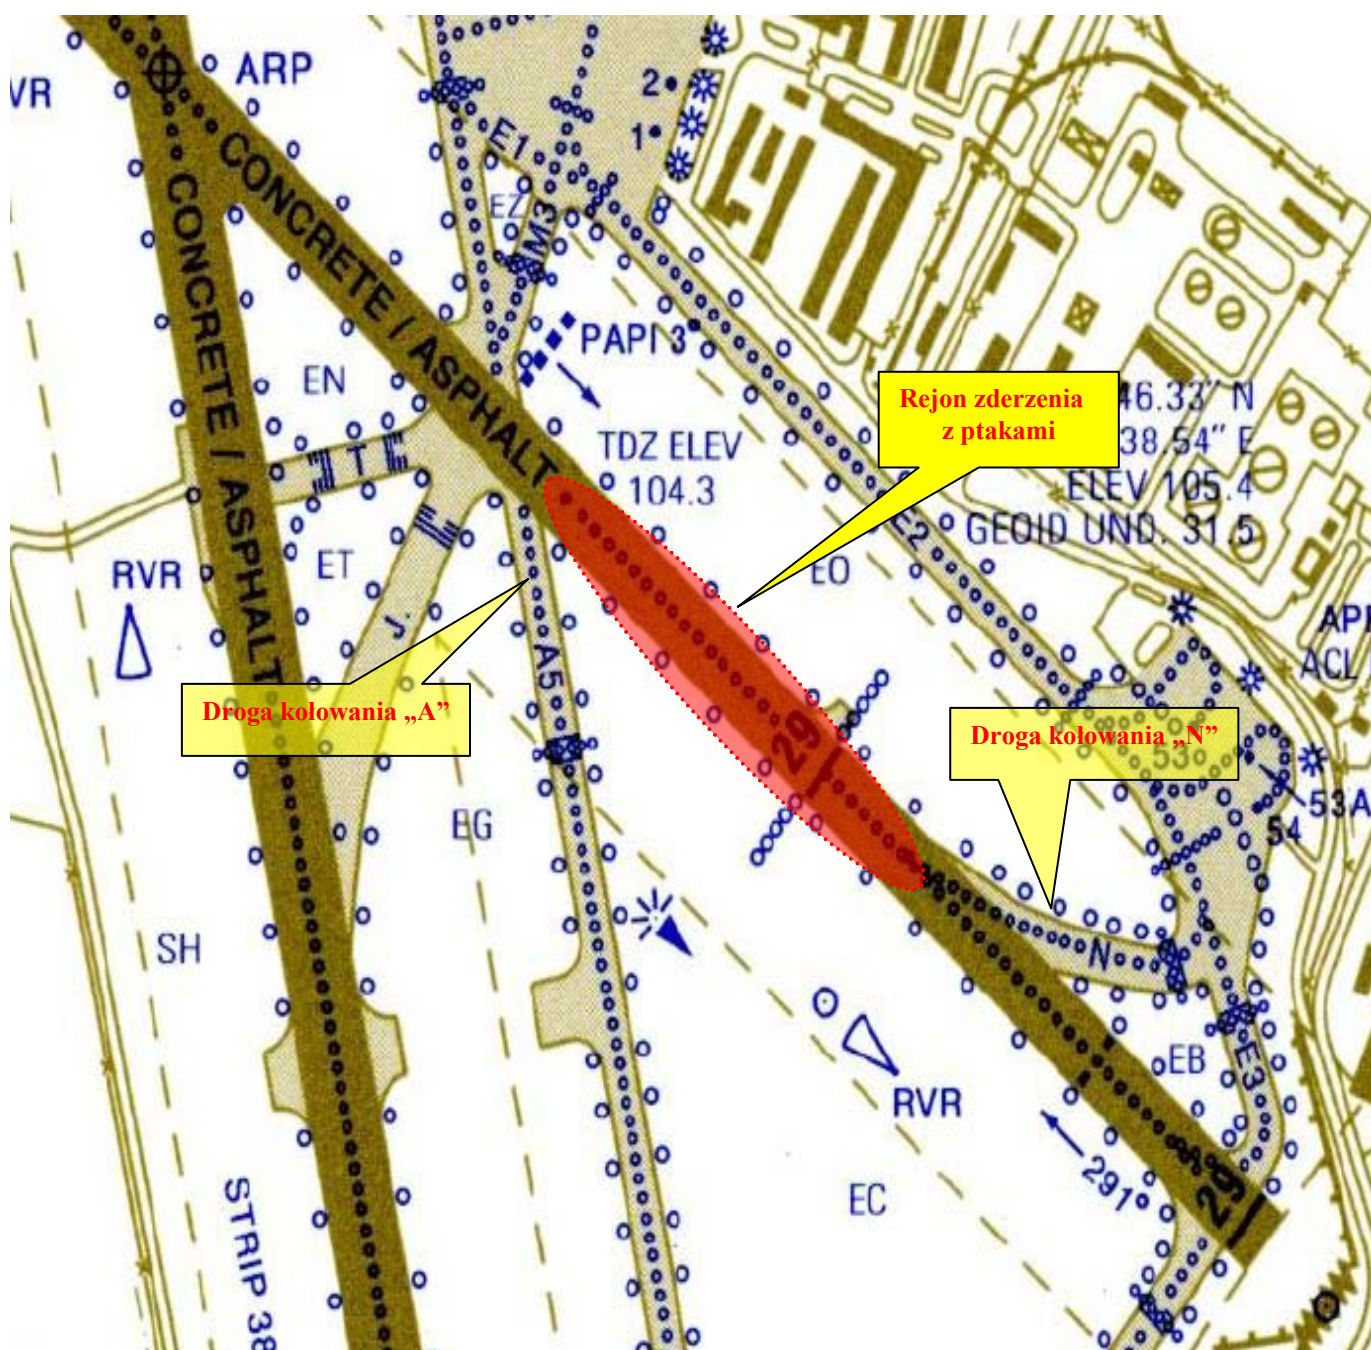 VR
ARP
2
1
E1
CONCRETE / ASPHALT
CONCRETE / ASPHALT
EZ
M3
PAPI 3°
EN
Rejon zderzenia
z ptakami
46.33" N
38.54" E
TDZ ELEV
104.3
ELEV 105.4
GEOID UND. 31.5
E2
J T E
M
ET
EO
RVR
J.
A5
ACL
Droga kołowania „A”
29
Droga kołowania „N”
53
53A
54
EG
SH
N
EB
E3
RVR
291°
29
EC
STRIP 38